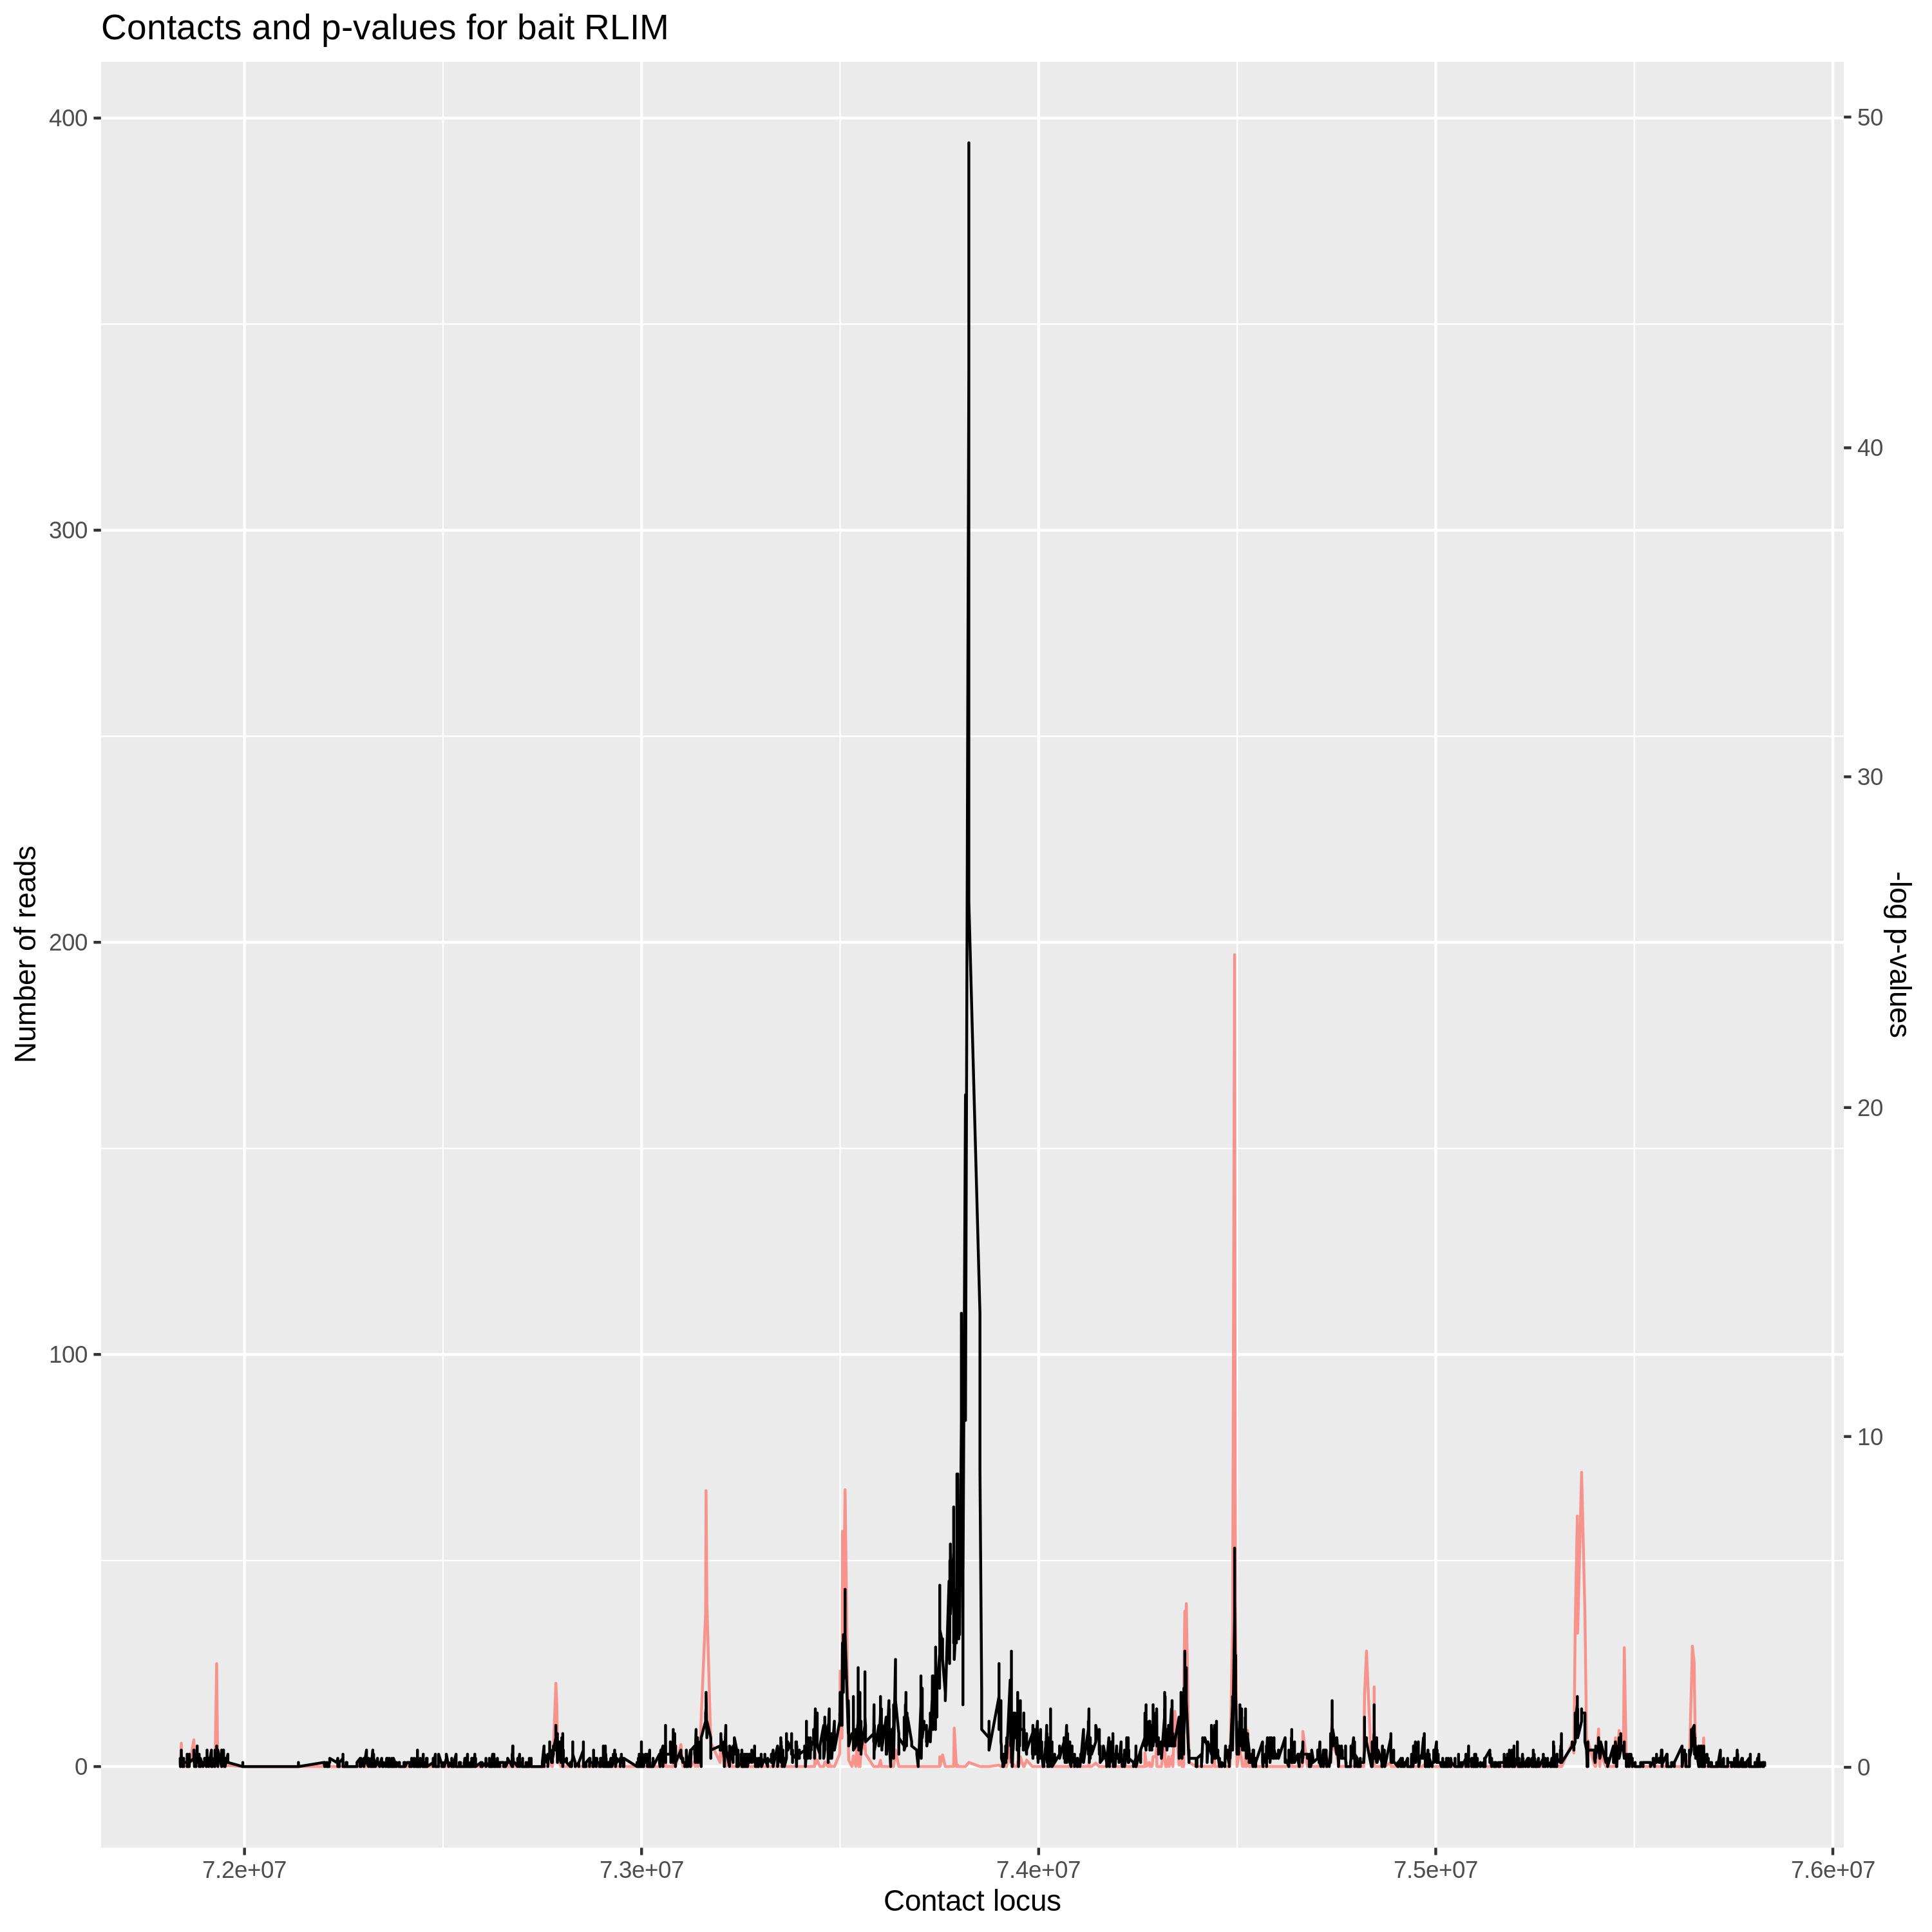 Contacts and p-values for bait RLIM
400
300
200
100
0
Number of reads
50
40
30
20
10
0
-log p-values
7.2e+07
7.3e+07
7.4e+07
7.5e+07
7.6e+07
Contact locus